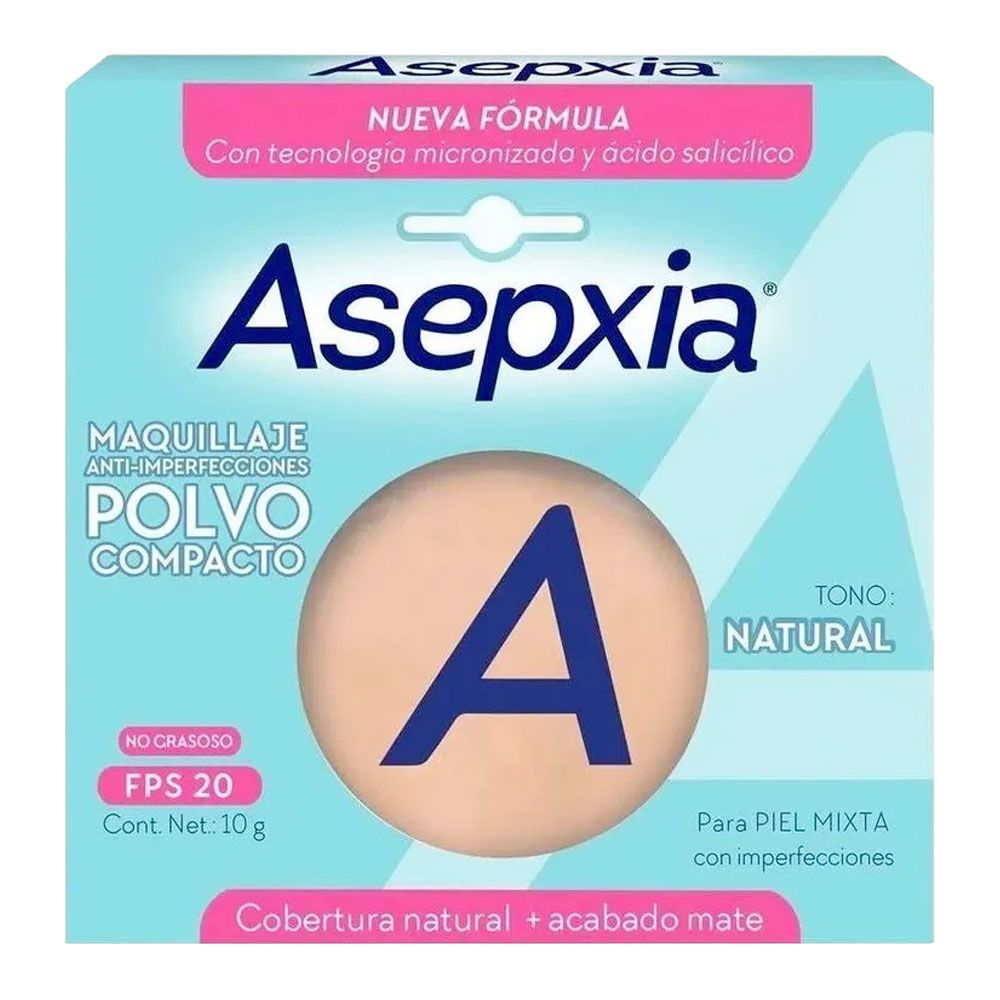 Asepxia
NUEVA FÓRMULA
Con tecnología micronizada y ácido salicílico
Asepxia®
MAQUILLAJE
ANTI-IMPERFECCIONES
POLVO
COMPACTO
A
TONO:
NATURAL
NO GRASOSO
FPS 20
Cont. Net.: 10 g
Para PIEL MIXTA
con imperfecciones
Cobertura natural + acabado mate